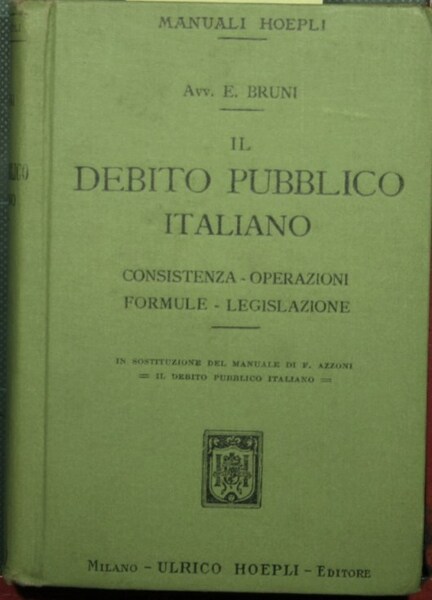 MANUALI HOEPLI
AVV. E. BRUNI
IL
DEBITO PUBBLICO
ITALIANO
CONSISTENZA - OPERAZIONI
FORMULE - LEGISLAZIONE
IN SOSTITUZIONE DEL MANUALE DI F. AZZONI
= IL DEBITO PUBBLICO ITALIANO =
MILANO - ULRICO HOEPLI - EDITORE